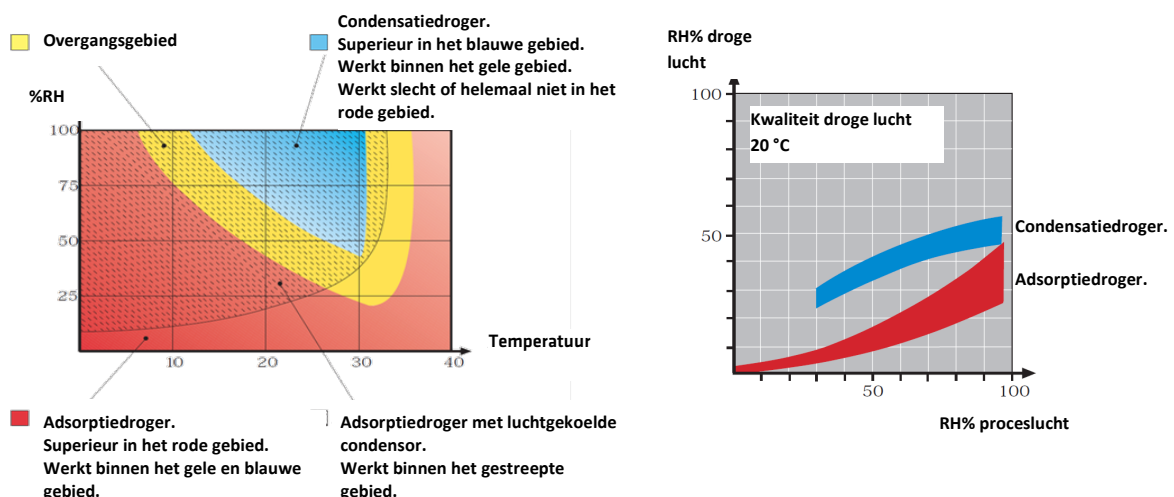 Overgangsgebied
Condensatiedroger.
Superieur in het blauwe gebied.
Werkt binnen het gele gebied.
Werkt slecht of helemaal niet in het
rode gebied.
%RH
100
75
50
25
10
20
30
40
Temperatuur
Adsorptiedroger.
Superieur in het rode gebied.
Werkt binnen het gele en blauwe
gebied.
Adsorptiedroger met luchtgekoelde
condensor.
Werkt binnen het gestreepte
gebied.
RH% droge
lucht
100
Kwaliteit droge lucht
20 °C
50
Condensatiedroger.
Adsorptiedroger.
50
100
RH% proceslucht